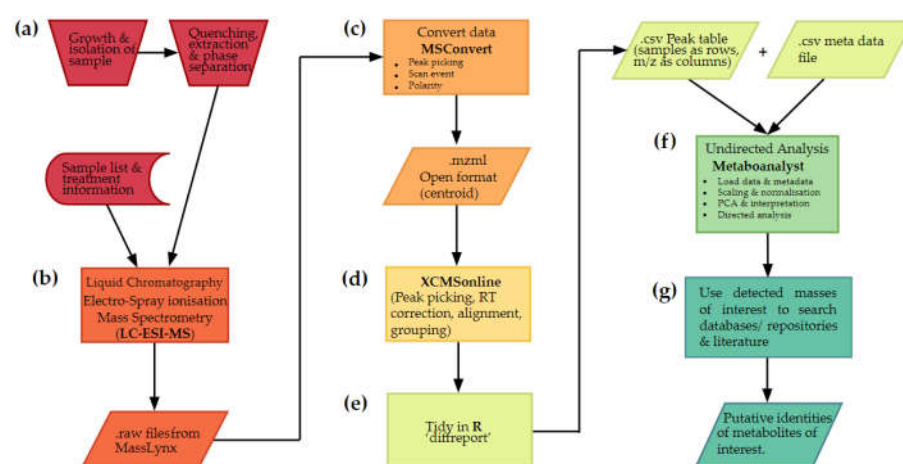 (a)
Growth &
isolation of
sample
Quenching,
extraction
& phase
separation
Sample list &
treatment
information
(b)
Liquid Chromatography
Electro-Spray ionisation
Mass Spectrometry
(LC-ESI-MS)
.raw files from
MassLynx
(c)
Convert data
MSConvert
• Peak picking
• Scan event
• Polarity
.mzml
Open format
(centroid)
(d)
XCMSonline
(Peak picking, RT
correction, alignment,
grouping)
(e)
Tidy in R
'diffreport'
.csv Peak table
(samples as rows,
m/z as columns)
+
.csv meta data
file
(f)
Undirected Analysis
Metaboanalyst
• Load data & metadata
• Scaling & normalisation
• PCA & interpretation
• Directed analysis
(g)
Use detected masses
of interest to search
databases/ repositories
& literature
Putative identities
of metabolites of
interest.